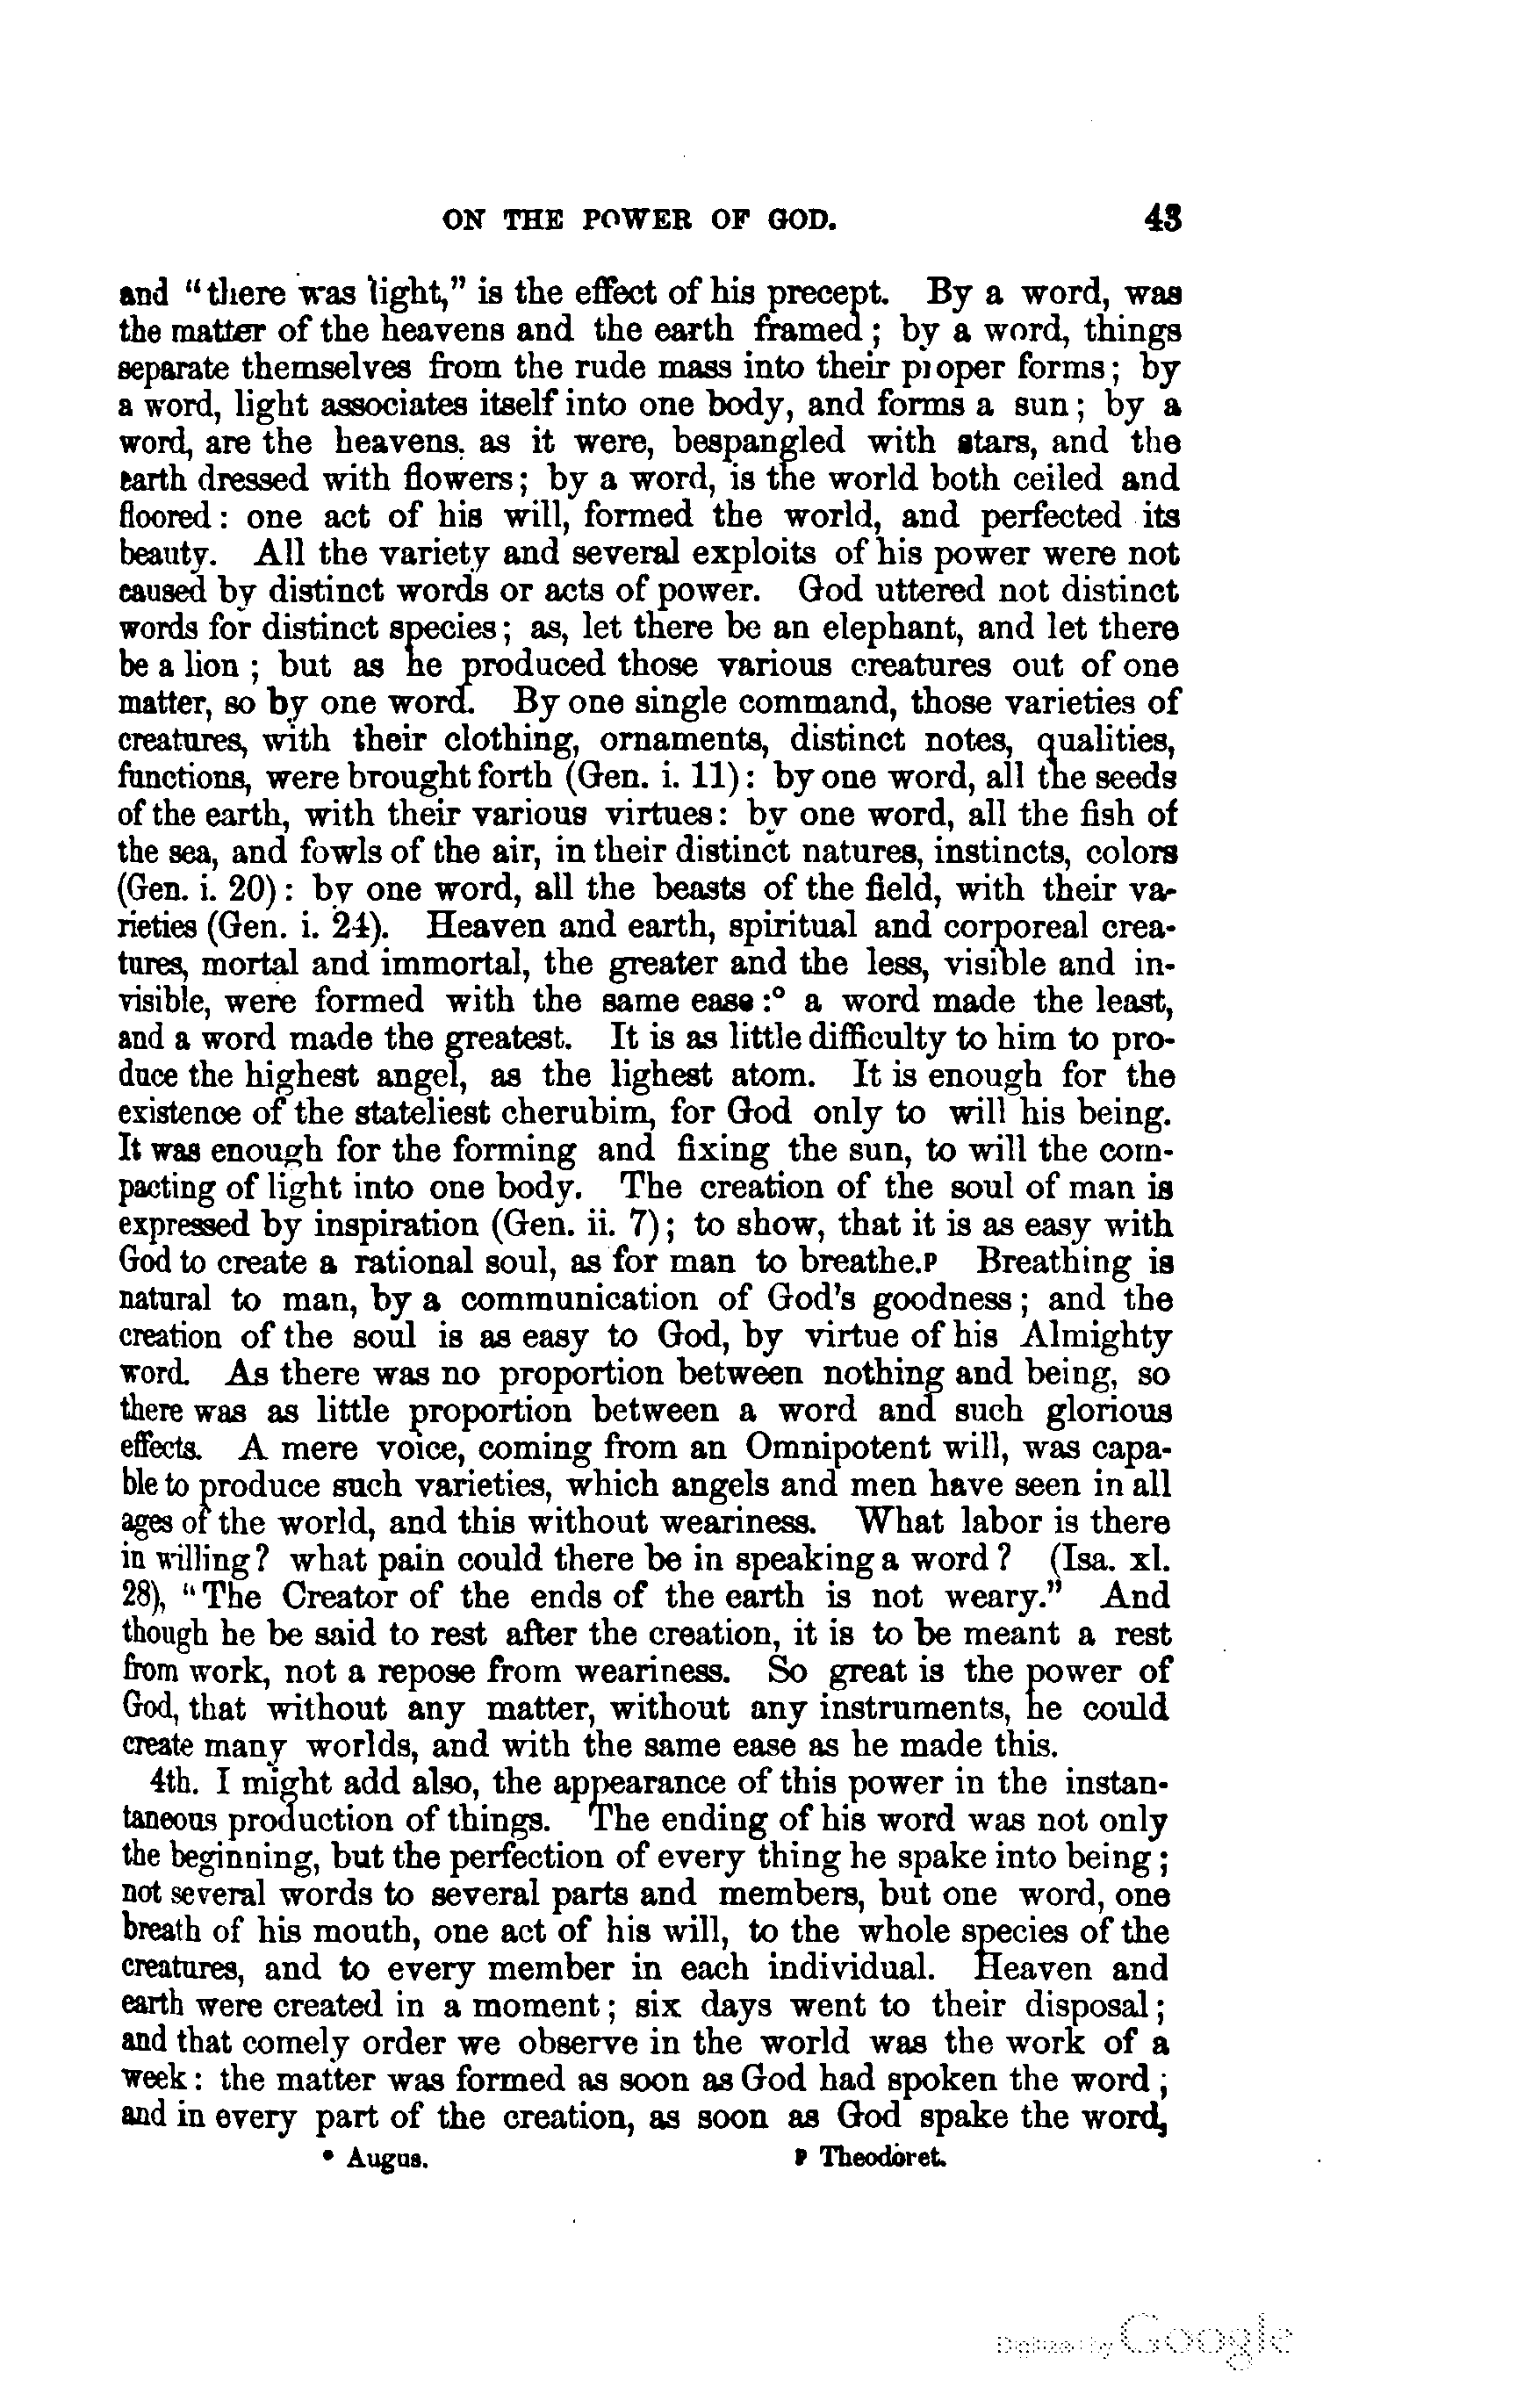 ON THE POWER OF GOD. 43
and "there was light," is the effect of his precept. By a word, was
the matter of the heavens and the earth framed; by a word, things
separate themselves from the rude mass into their proper forms; by
a word, light associates itself into one body, and forms a sun; by a
word, are the heavens, as it were, bespangled with stars, and the
earth dressed with flowers; by a word, is the world both ceiled and
floored: one act of his will, formed the world, and perfected its
beauty. All the variety and several exploits of his power were not
caused by distinct words or acts of power. God uttered not distinct
words for distinct species; as, let there be an elephant, and let there
be a lion; but as he produced those various creatures out of one
matter, so by one word. By one single command, those varieties of
creatures, with their clothing, ornaments, distinct notes, qualities,
functions, were brought forth (Gen. i. 11): by one word, all the seeds
of the earth, with their various virtues: by one word, all the fish of
the sea, and fowls of the air, in their distinct natures, instincts, colors
(Gen. i. 20): by one word, all the beasts of the field, with their va-
rieties (Gen. i. 24). Heaven and earth, spiritual and corporeal crea-
tures, mortal and immortal, the greater and the less, visible and in-
visible, were formed with the same ease:o a word made the least,
and a word made the greatest. It is as little difficulty to him to pro-
duce the highest angel, as the lighest atom. It is enough for the
existence of the stateliest cherubim, for God only to will his being.
It was enough for the forming and fixing the sun, to will the com-
pacting of light into one body. The creation of the soul of man is
expressed by inspiration (Gen. ii. 7); to show, that it is as easy with
God to create a rational soul, as for man to breathe.p Breathing is
natural to man, by a communication of God's goodness; and the
creation of the soul is as easy to God, by virtue of his Almighty
word. As there was no proportion between nothing and being, so
there was as little proportion between a word and such glorious
effects. A mere voice, coming from an Omnipotent will, was capa-
ble to produce such varieties, which angels and men have seen in all
ages of the world, and this without weariness. What labor is there
in willing? what pain could there be in speaking a word? (Isa. xl.
28), "The Creator of the ends of the earth is not weary." And
though he be said to rest after the creation, it is to be meant a rest
from work, not a repose from weariness. So great is the power of
God, that without any matter, without any instruments, he could
create many worlds, and with the same ease as he made this.
4th. I might add also, the appearance of this power in the instan-
taneous production of things. The ending of his word was not only
the beginning, but the perfection of every thing he spake into being;
not several words to several parts and members, but one word, one
breath of his mouth, one act of his will, to the whole species of the
creatures, and to every member in each individual. Heaven and
earth were created in a moment; six days went to their disposal;
and that comely order we observe in the world was the work of a
week: the matter was formed as soon as God had spoken the word;
and in every part of the creation, as soon as God spake the word,
o Augus. p Theodoret.
Digitized by Google